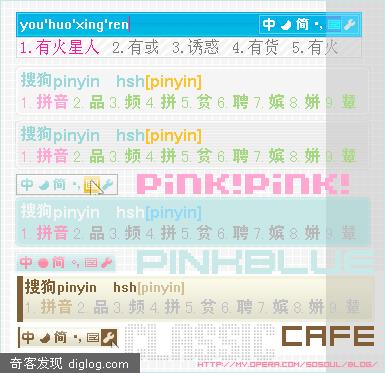 you'huo'xing'ren 中 简 •,
1.有火星人 2.有或 3.诱惑 4.有货 5.有火
搜狗pinyin hsh[pinyin]
1.拼音 2.品 3.频 4.拼 5.贫 6.聘 7.嫔 8.姘 9.颦
搜狗pinyin hsh[pinyin]
1.拼音 2.品 3.频 4.拼 5.贫 6.聘 7.嫔 8.姘 9.颦
中 简 •, PiNK!PiNK!
搜狗pinyin hsh[pinyin]
1.拼音 2.品 3.频 4.拼 5.贫 6.聘 7.嫔 8.姘 9.颦
中 简 •, PINKBLUE
搜狗pinyin hsh[pinyin]
1.拼音 2.品 3.频 4.拼 5.贫 6.聘 7.嫔 8.姘 9.颦
中 简 •, CLASSIC CAFE
HTTP://MY.OPERA.COM/SOSOUL/BLOG/
奇客发现 diglog.com